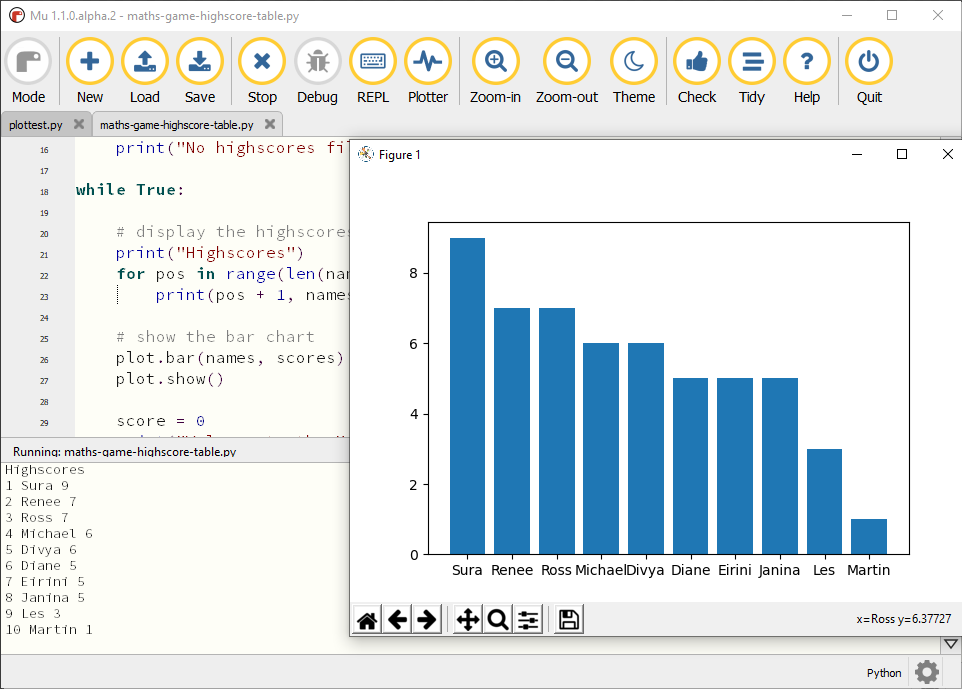 Mu 1.1.0.alpha.2 - maths-game-highscore-table.py
Mode New Load Save Stop Debug REPL Plotter Zoom-in Zoom-out Theme Check Tidy Help Quit
plottest.py maths-game-highscore-table.py
16 print("No highscores fi
17
18 while True:
19
20 # display the highscores
21 print("Highscores")
22 for pos in range(len(nam
23 print(pos + 1, names
24
25 # show the bar chart
26 plot.bar(names, scores)
27 plot.show()
28
29 score = 0
Running: maths-game-highscore-table.py
Highscores
1 Sura 9
2 Renee 7
3 Ross 7
4 Michael 6
5 Divya 6
6 Diane 5
7 Eirini 5
8 Janina 5
9 Les 3
10 Martin 1
Figure 1
8
6
4
2
0
Sura Renee Ross Michael Divya Diane Eirini Janina Les Martin
x=Ross y=6.37727
Python